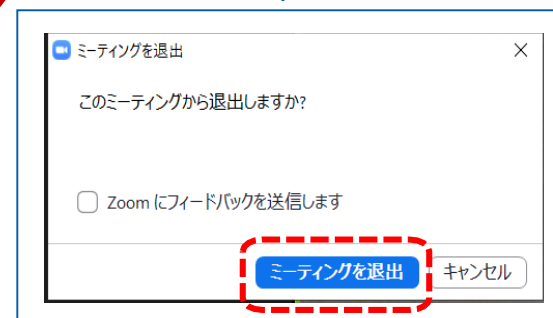 ミーティングを退出
このミーティングから退出しますか?
Zoom にフィードバックを送信します
ミーティングを退出 キャンセル